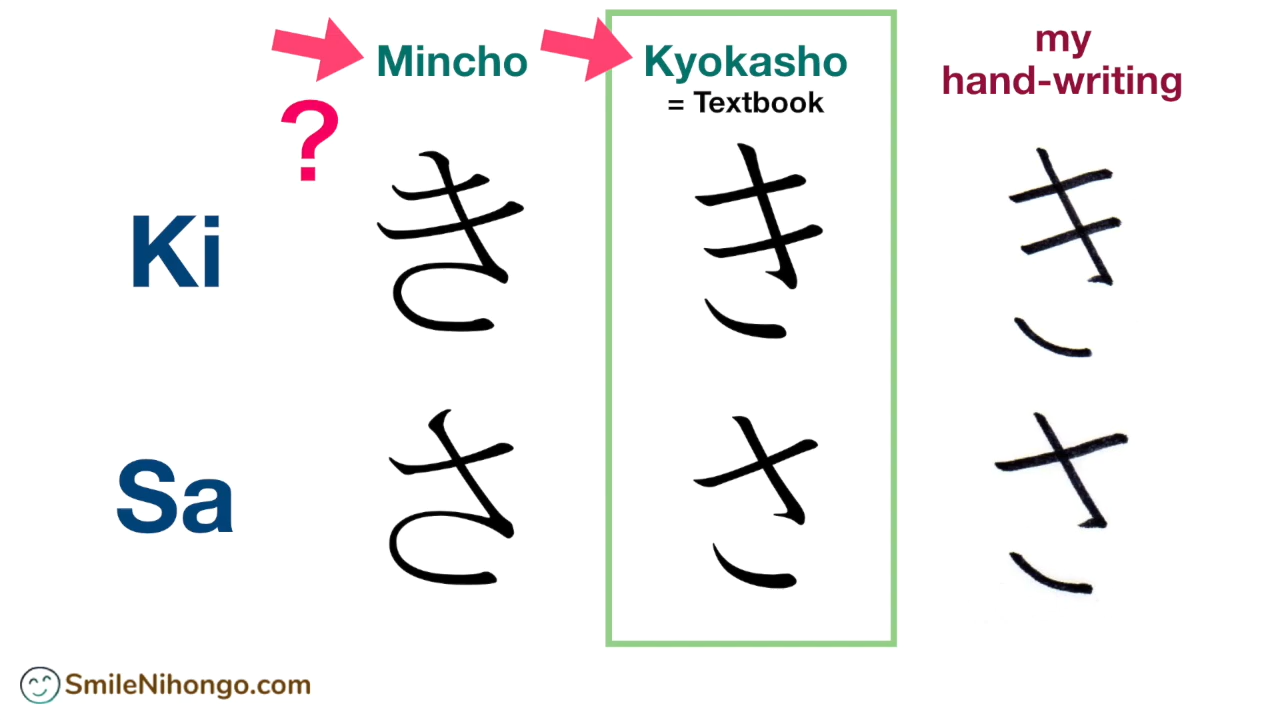 Mincho
Kyokasho
= Textbook
my
hand-writing
?
Ki き き き
Sa さ さ さ
SmileNihongo.com